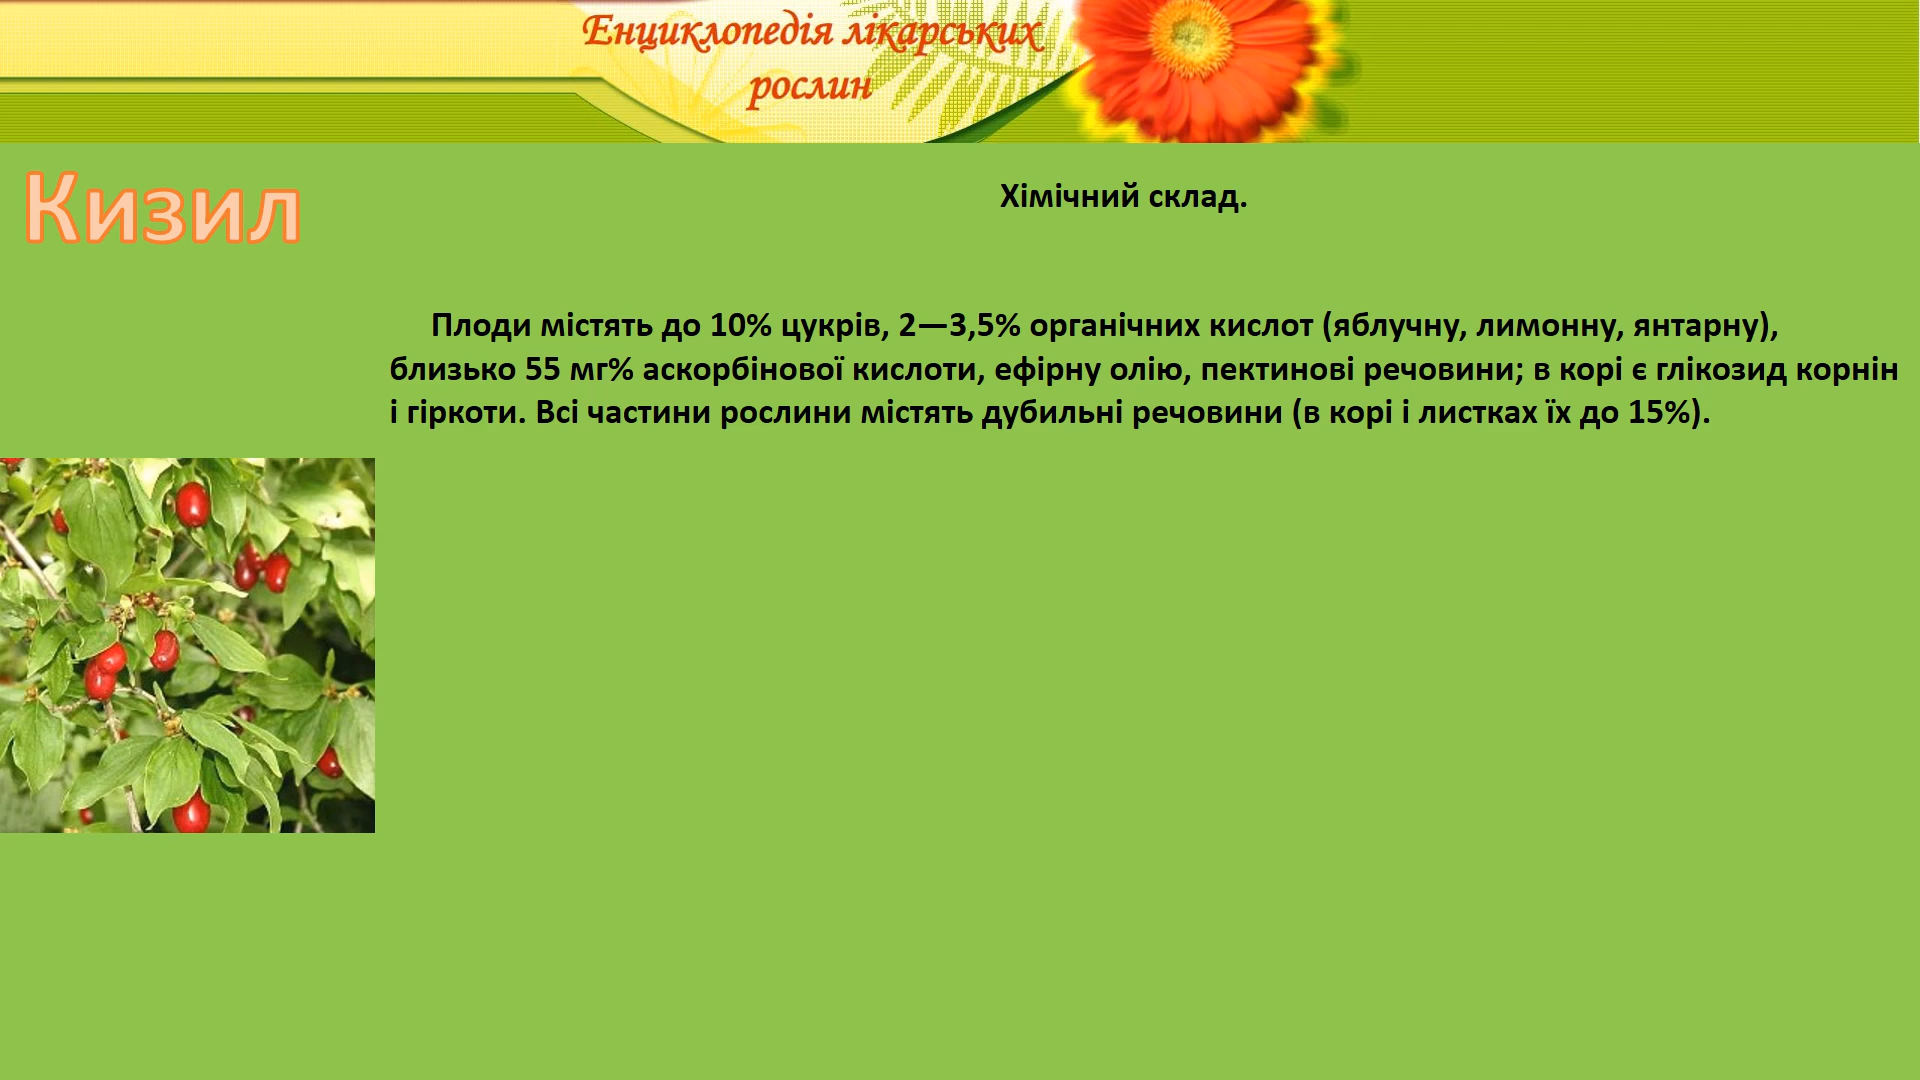 Енциклопедія лікарських
рослин
Кизил
Хімічний склад.
Плоди містять до 10% цукрів, 2—3,5% органічних кислот (яблучну, лимонну, янтарну),
близько 55 мг% аскорбінової кислоти, ефірну олію, пектинові речовини; в корі є глікозид корнін
і гіркоти. Всі частини рослини містять дубильні речовини (в корі і листках їх до 15%).